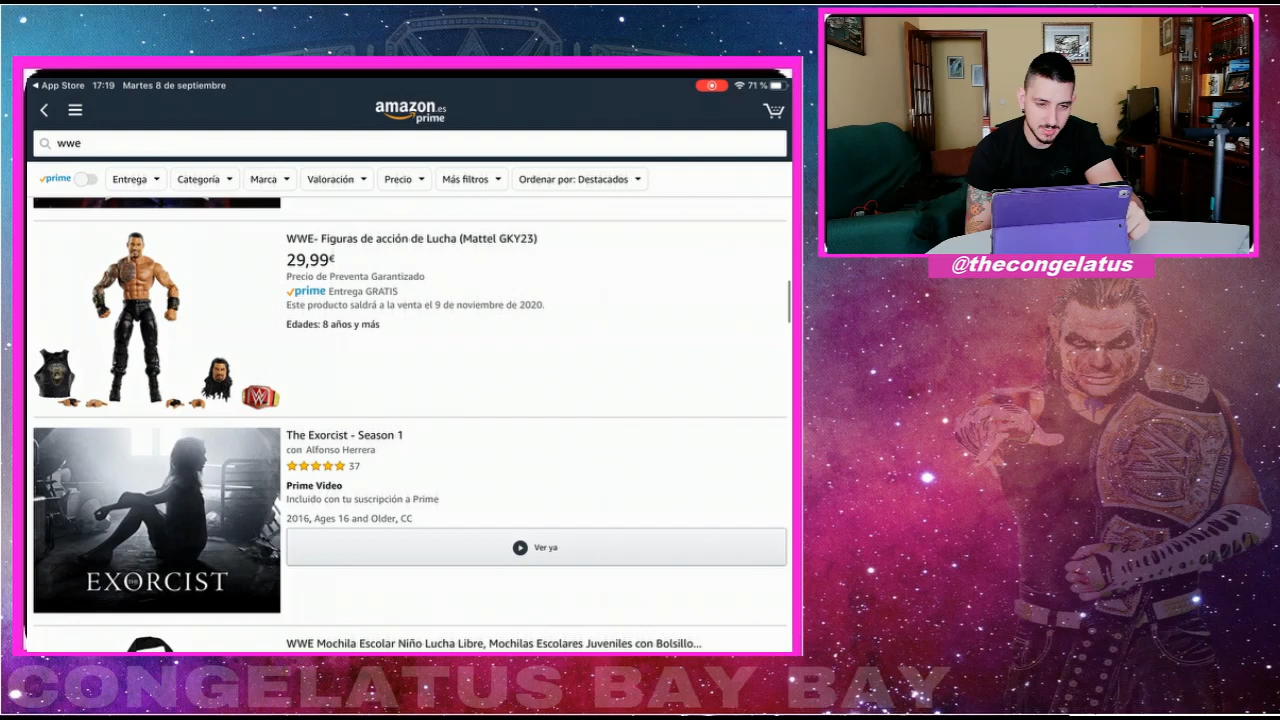 App Store 17:19 Martes 8 de septiembre
71 %
amazon.es
prime
wwe
prime Entrega Categoría Marca Valoración Precio Más filtros Ordenar por: Destacados
WWE- Figuras de acción de Lucha (Mattel GKY23)
29,99€
Precio de Preventa Garantizado
prime Entrega GRATIS
Este producto saldrá a la venta el 9 de noviembre de 2020.
Edades: 8 años y más
The Exorcist - Season 1
con Alfonso Herrera
37
Prime Video
Incluido con tu suscripción a Prime
2016, Ages 16 and Older, CC
Ver ya
THE EXORCIST
WWE Mochila Escolar Niño Lucha Libre, Mochilas Escolares Juveniles con Bolsillo...
@thecongelatus
CONGELATUS BAY BAY